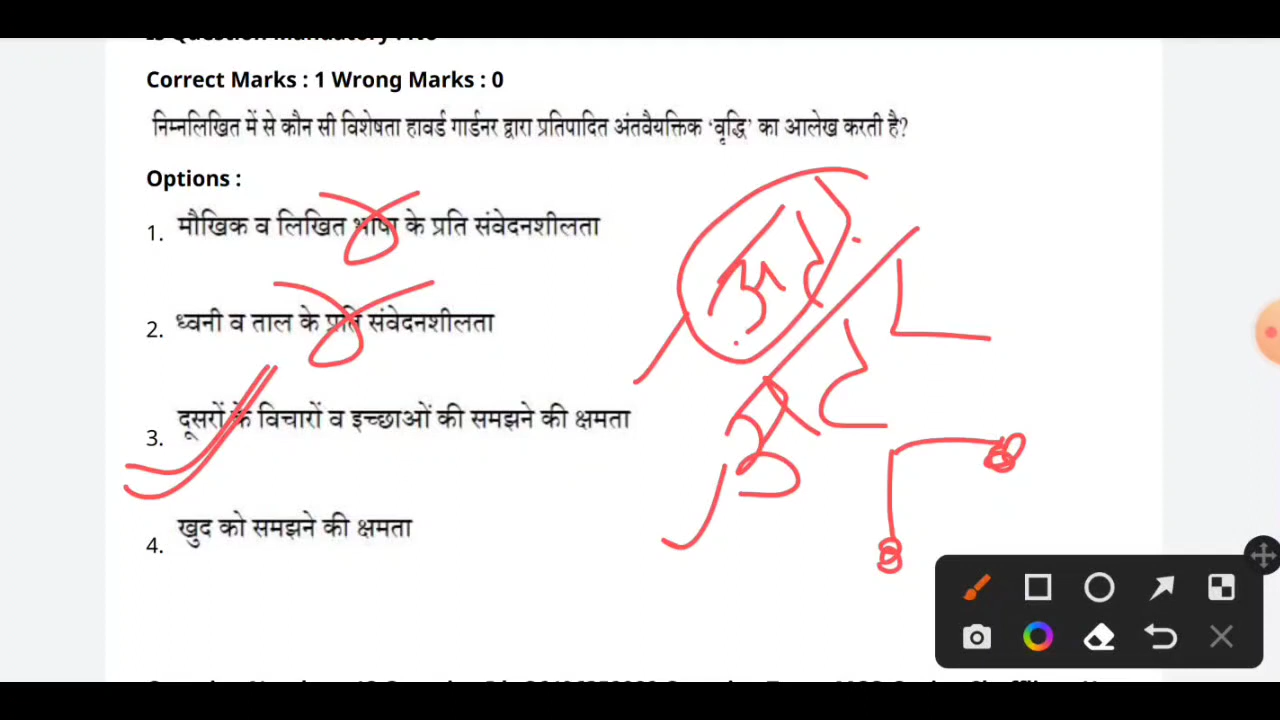 Correct Marks : 1 Wrong Marks : 0
निम्नलिखित में से कौन सी विशेषता हावर्ड गार्डनर द्वारा प्रतिपादित अंतवैयक्तिक 'वृद्धि' का आलेख करती है?
Options :
1. मौखिक व लिखित भाषा के प्रति संवेदनशीलता
2. ध्वनी व ताल के प्रति संवेदनशीलता
3. दूसरों के विचारों व इच्छाओं की समझने की क्षमता
4. खुद को समझने की क्षमता